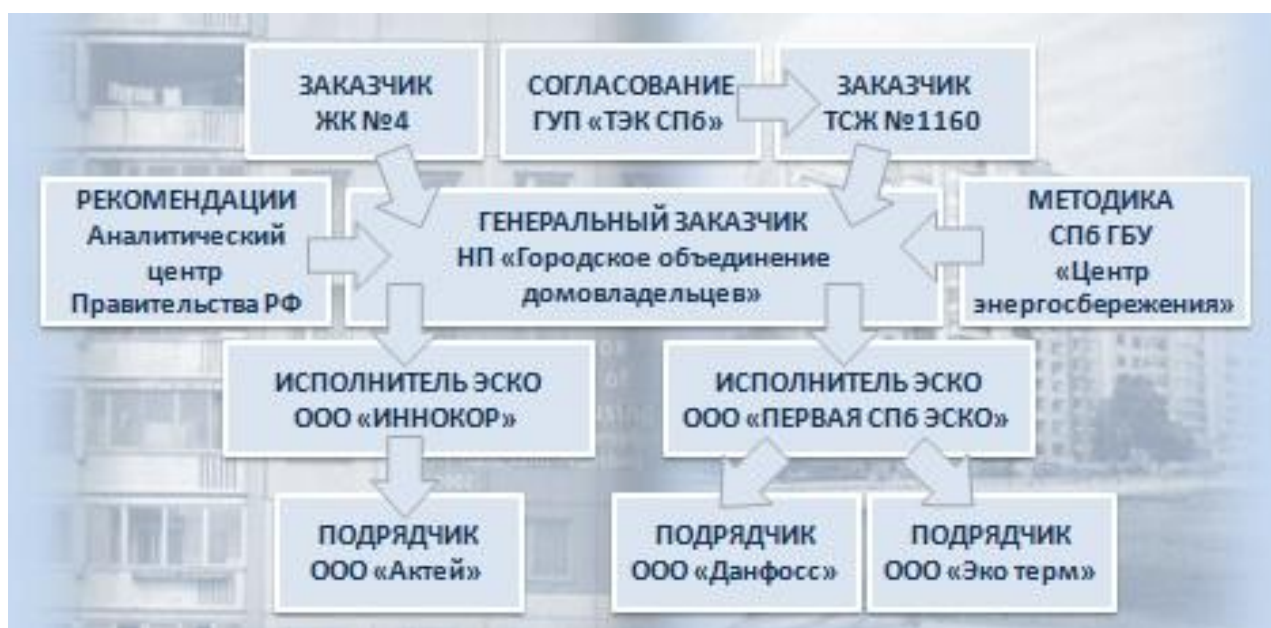 ЗАКАЗЧИК
ЖК №4
СОГЛАСОВАНИЕ
ГУП «ТЭК СПб»
ЗАКАЗЧИК
ТСЖ №1160
РЕКОМЕНДАЦИИ
Аналитический
центр
Правительства РФ
ГЕНЕРАЛЬНЫЙ ЗАКАЗЧИК
НП «Городское объединение
домовладельцев»
МЕТОДИКА
СПб ГБУ
«Центр
энергосбережения»
ИСПОЛНИТЕЛЬ ЭСКО
ООО «ИННОКОР»
ИСПОЛНИТЕЛЬ ЭСКО
ООО «ПЕРВАЯ СПб ЭСКО»
ПОДРЯДЧИК
ООО «Актей»
ПОДРЯДЧИК
ООО «Данфосс»
ПОДРЯДЧИК
ООО «Эко терм»